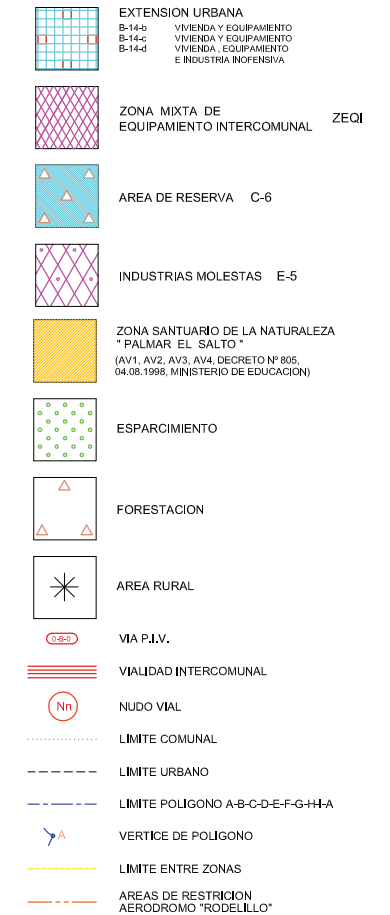 EXTENSION URBANA
B-14-b VIVIENDA Y EQUIPAMIENTO
B-14-c VIVIENDA Y EQUIPAMIENTO
B-14-d VIVIENDA , EQUIPAMIENTO
E INDUSTRIA INOFENSIVA
ZONA MIXTA DE
EQUIPAMIENTO INTERCOMUNAL ZEQI
AREA DE RESERVA C-6
INDUSTRIAS MOLESTAS E-5
ZONA SANTUARIO DE LA NATURALEZA
" PALMAR EL SALTO "
(AV1, AV2, AV3, AV4, DECRETO Nº 805,
04.08.1998, MINISTERIO DE EDUCACION)
ESPARCIMIENTO
FORESTACION
AREA RURAL
0-B-0 VIA P.I.V.
VIALIDAD INTERCOMUNAL
Nn NUDO VIAL
LIMITE COMUNAL
LIMITE URBANO
LIMITE POLIGONO A-B-C-D-E-F-G-H-I-A
A VERTICE DE POLIGONO
LIMITE ENTRE ZONAS
AREAS DE RESTRICION
AERODROMO "RODELILLO"